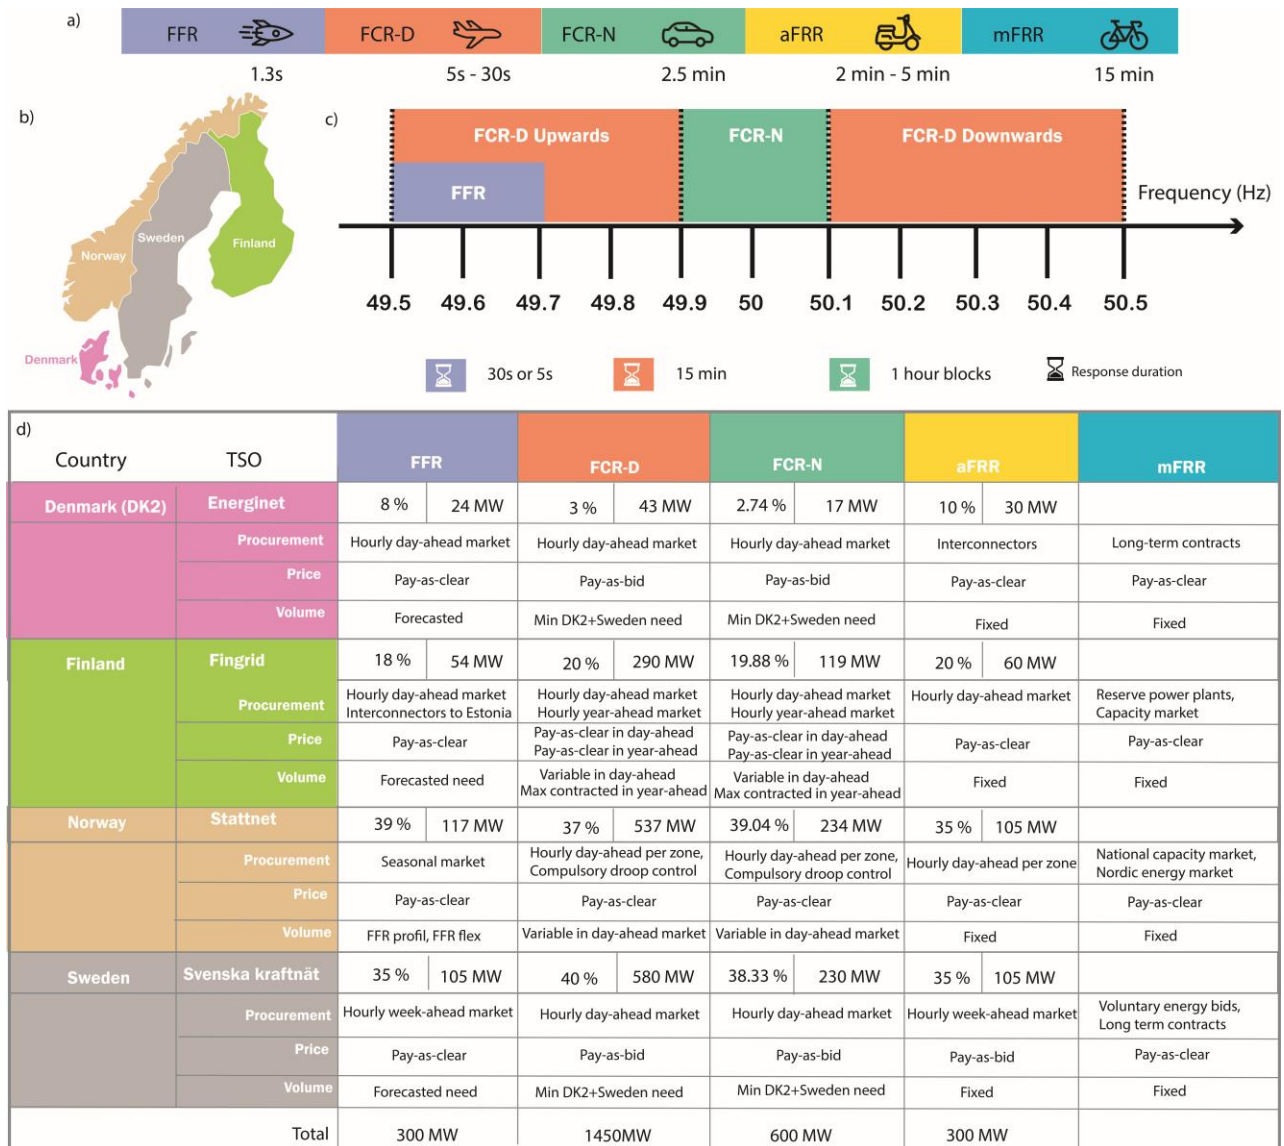 a)
FFR
FCR-D
FCR-N
aFRR
mFRR
1.3s
5s - 30s
2.5 min
2 min - 5 min
15 min
b)
Norway
Sweden
Finland
Denmark
c)
FCR-D Upwards
FCR-N
FCR-D Downwards
FFR
Frequency (Hz)
49.5 49.6 49.7 49.8 49.9 50 50.1 50.2 50.3 50.4 50.5
30s or 5s
15 min
1 hour blocks
Response duration
d)
Country TSO FFR FCR-D FCR-N aFRR mFRR
Denmark (DK2) Energinet 8 % 24 MW 3 % 43 MW 2.74 % 17 MW 10 % 30 MW
Procurement Hourly day-ahead market Hourly day-ahead market Hourly day-ahead market Interconnectors Long-term contracts
Price Pay-as-clear Pay-as-bid Pay-as-bid Pay-as-clear Pay-as-clear
Volume Forecasted Min DK2+Sweden need Min DK2+Sweden need Fixed Fixed
Finland Fingrid 18 % 54 MW 20 % 290 MW 19.88 % 119 MW 20 % 60 MW
Hourly day-ahead market Hourly day-ahead market Hourly day-ahead market Hourly day-ahead market Reserve power plants,
Procurement Interconnectors to Estonia Hourly year-ahead market Hourly year-ahead market Capacity market
Price Pay-as-clear Pay-as-clear in day-ahead Pay-as-clear in day-ahead Pay-as-clear Pay-as-clear
Pay-as-clear in year-ahead Pay-as-clear in year-ahead
Volume Forecasted need Variable in day-ahead Variable in day-ahead Fixed Fixed
Max contracted in year-ahead Max contracted in year-ahead
Norway Stattnet 39 % 117 MW 37 % 537 MW 39.04 % 234 MW 35 % 105 MW
Procurement Seasonal market Hourly day-ahead per zone, Hourly day-ahead per zone, Hourly day-ahead per zone National capacity market,
Compulsory droop control Compulsory droop control Nordic energy market
Price Pay-as-clear Pay-as-clear Pay-as-clear Pay-as-clear Pay-as-clear
Volume FFR profil, FFR flex Variable in day-ahead market Variable in day-ahead market Fixed Fixed
Sweden Svenska kraftnät 35 % 105 MW 40 % 580 MW 38.33 % 230 MW 35 % 105 MW
Procurement Hourly week-ahead market Hourly day-ahead market Hourly day-ahead market Hourly week-ahead market Voluntary energy bids,
Long term contracts
Price Pay-as-clear Pay-as-bid Pay-as-bid Pay-as-bid Pay-as-clear
Volume Forecasted need Min DK2+Sweden need Min DK2+Sweden need Fixed Fixed
Total 300 MW 1450MW 600 MW 300 MW